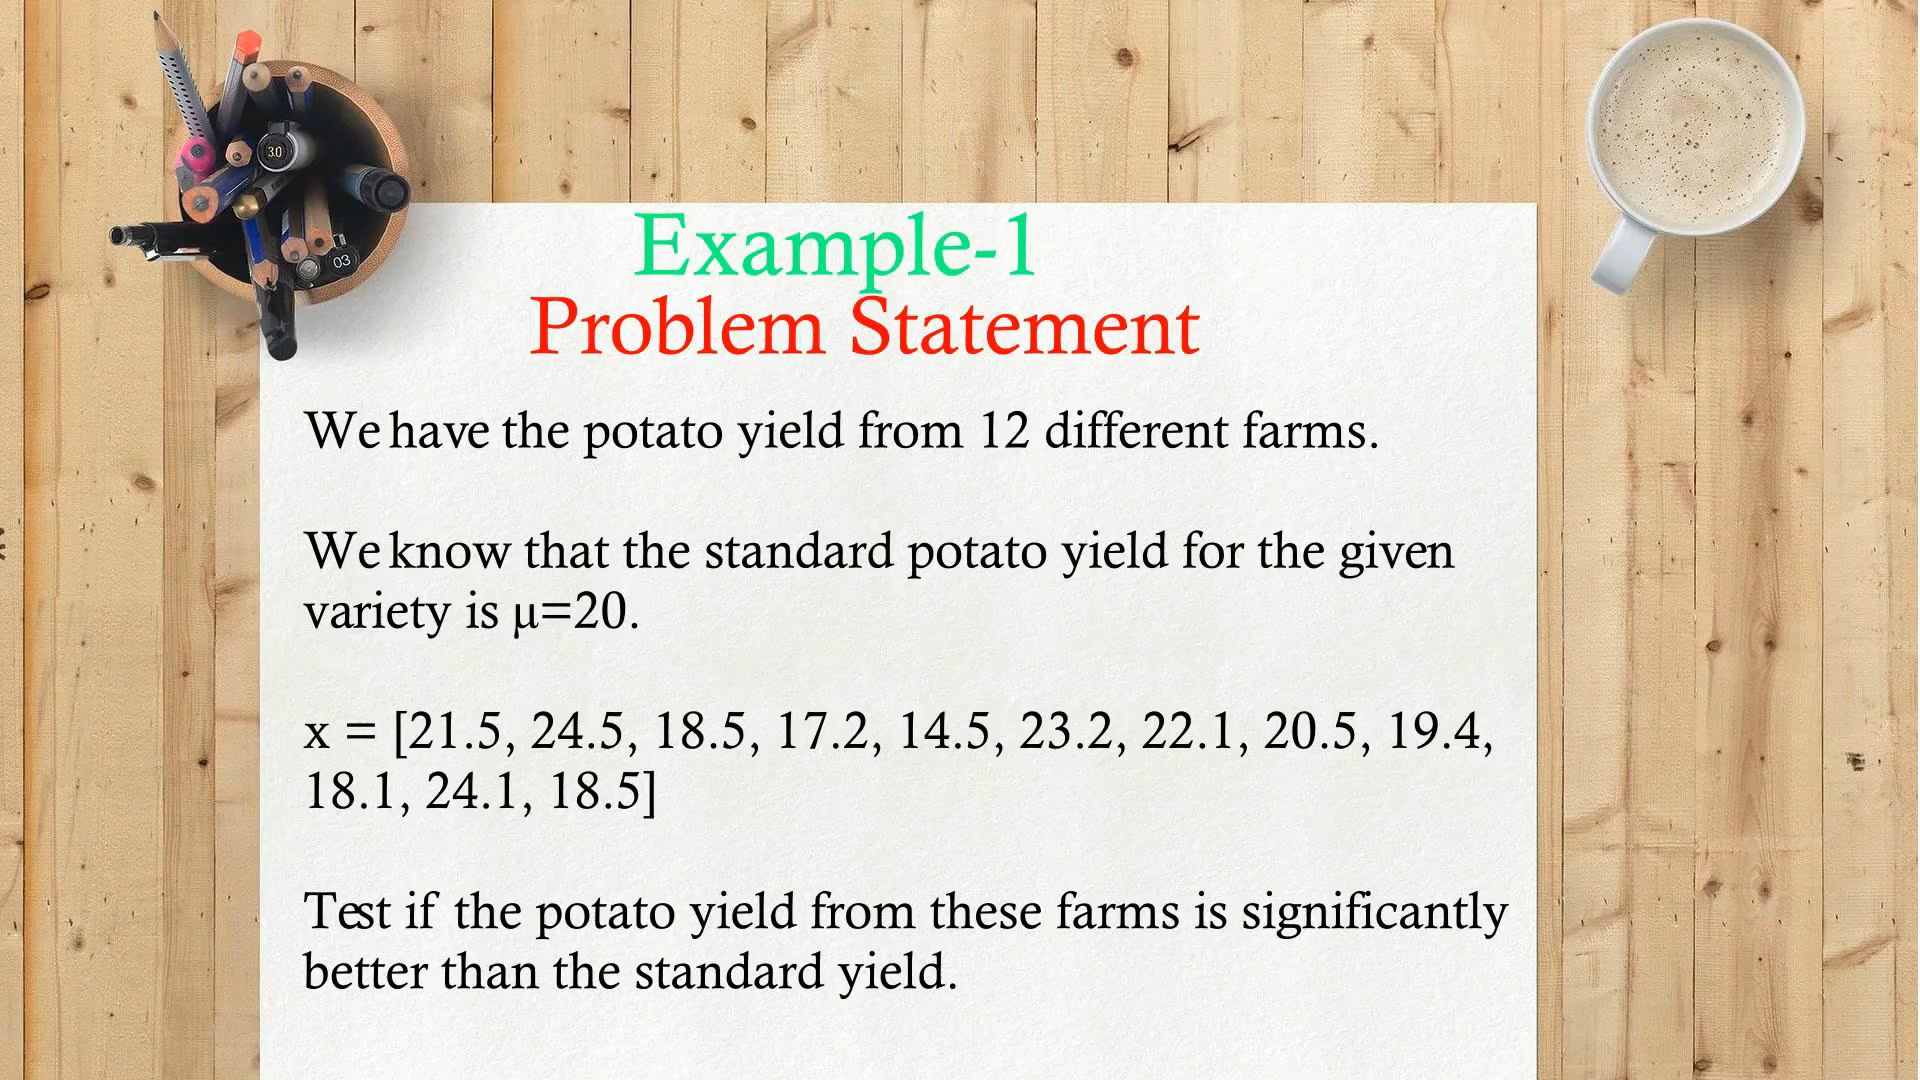 3.0
03
Example-1
Problem Statement
We have the potato yield from 12 different farms.
We know that the standard potato yield for the given
variety is μ=20.
x = [21.5, 24.5, 18.5, 17.2, 14.5, 23.2, 22.1, 20.5, 19.4,
18.1, 24.1, 18.5]
Test if the potato yield from these farms is significantly
better than the standard yield.